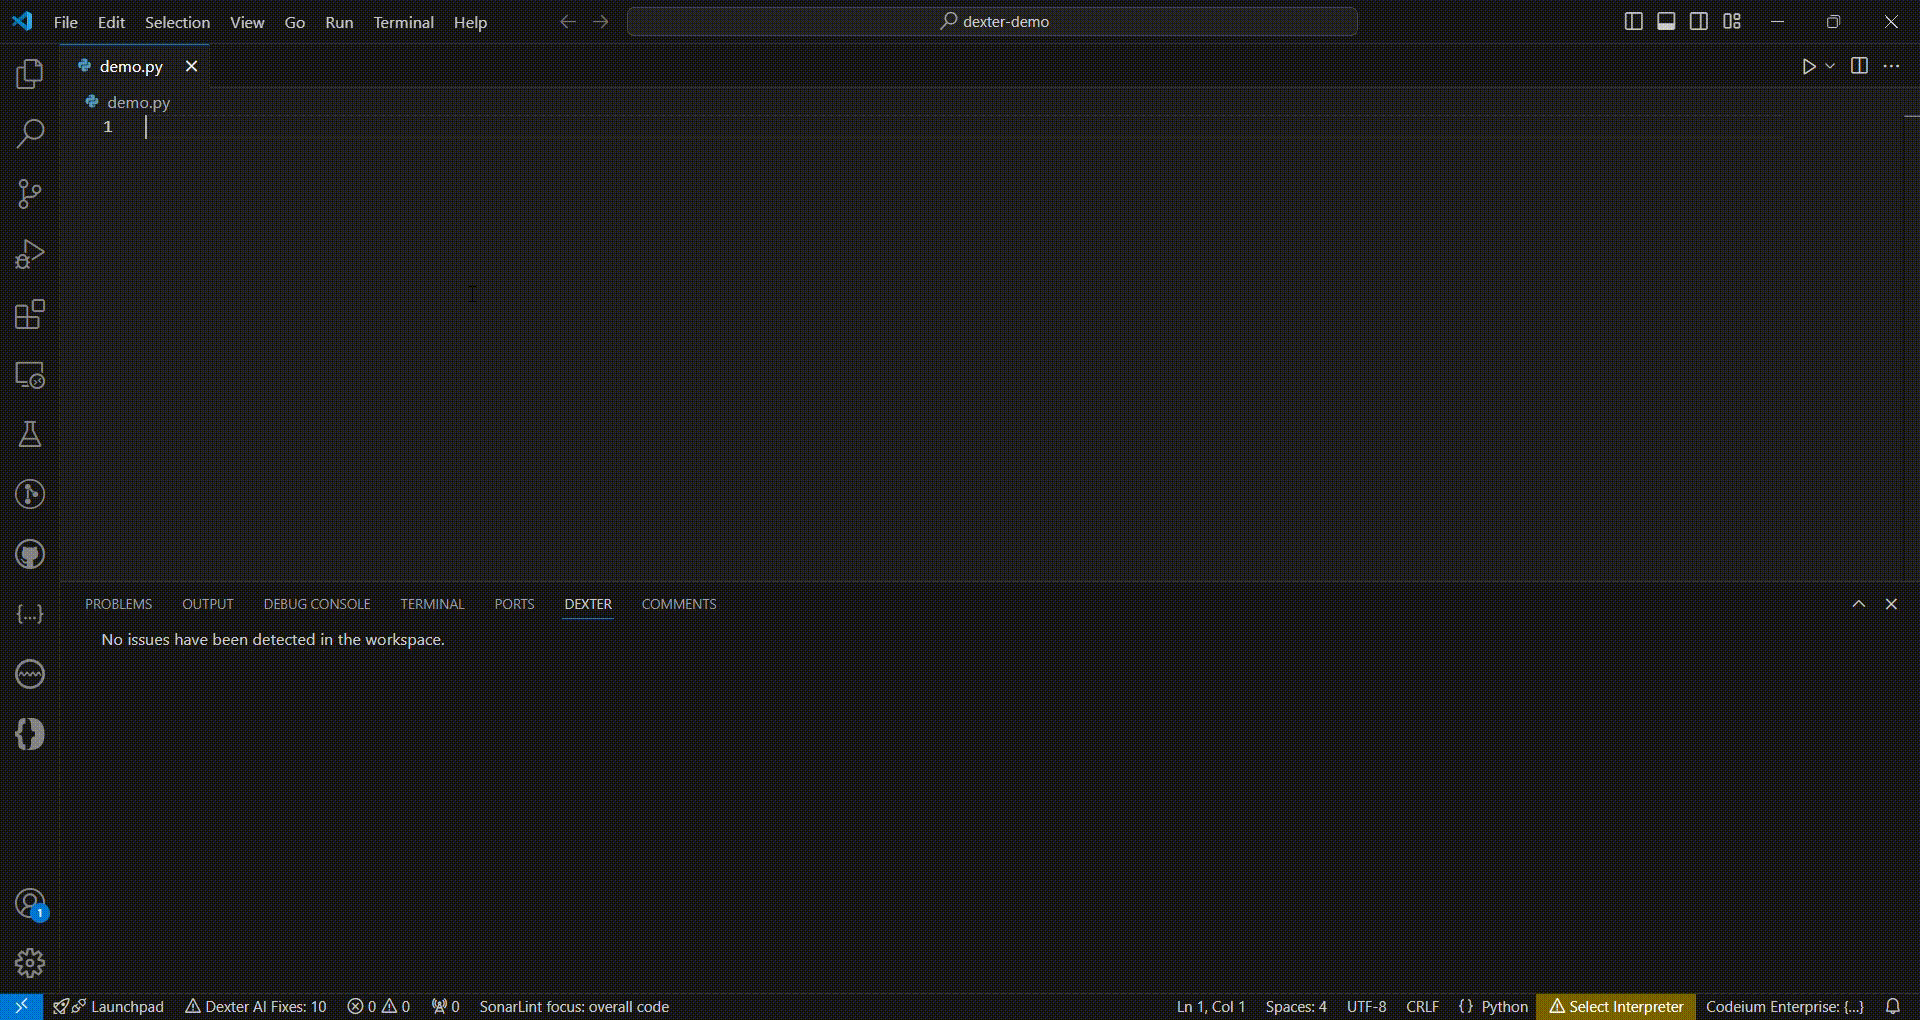 File Edit Selection View Go Run Terminal Help dexter-demo
demo.py
demo.py
1
PROBLEMS OUTPUT DEBUG CONSOLE TERMINAL PORTS DEXTER COMMENTS
No issues have been detected in the workspace.
{...}
1
Launchpad Dexter AI Fixes: 10 0 0 0 SonarLint focus: overall code Ln 1, Col 1 Spaces: 4 UTF-8 CRLF {} Python Select Interpreter Codeium Enterprise: {...}